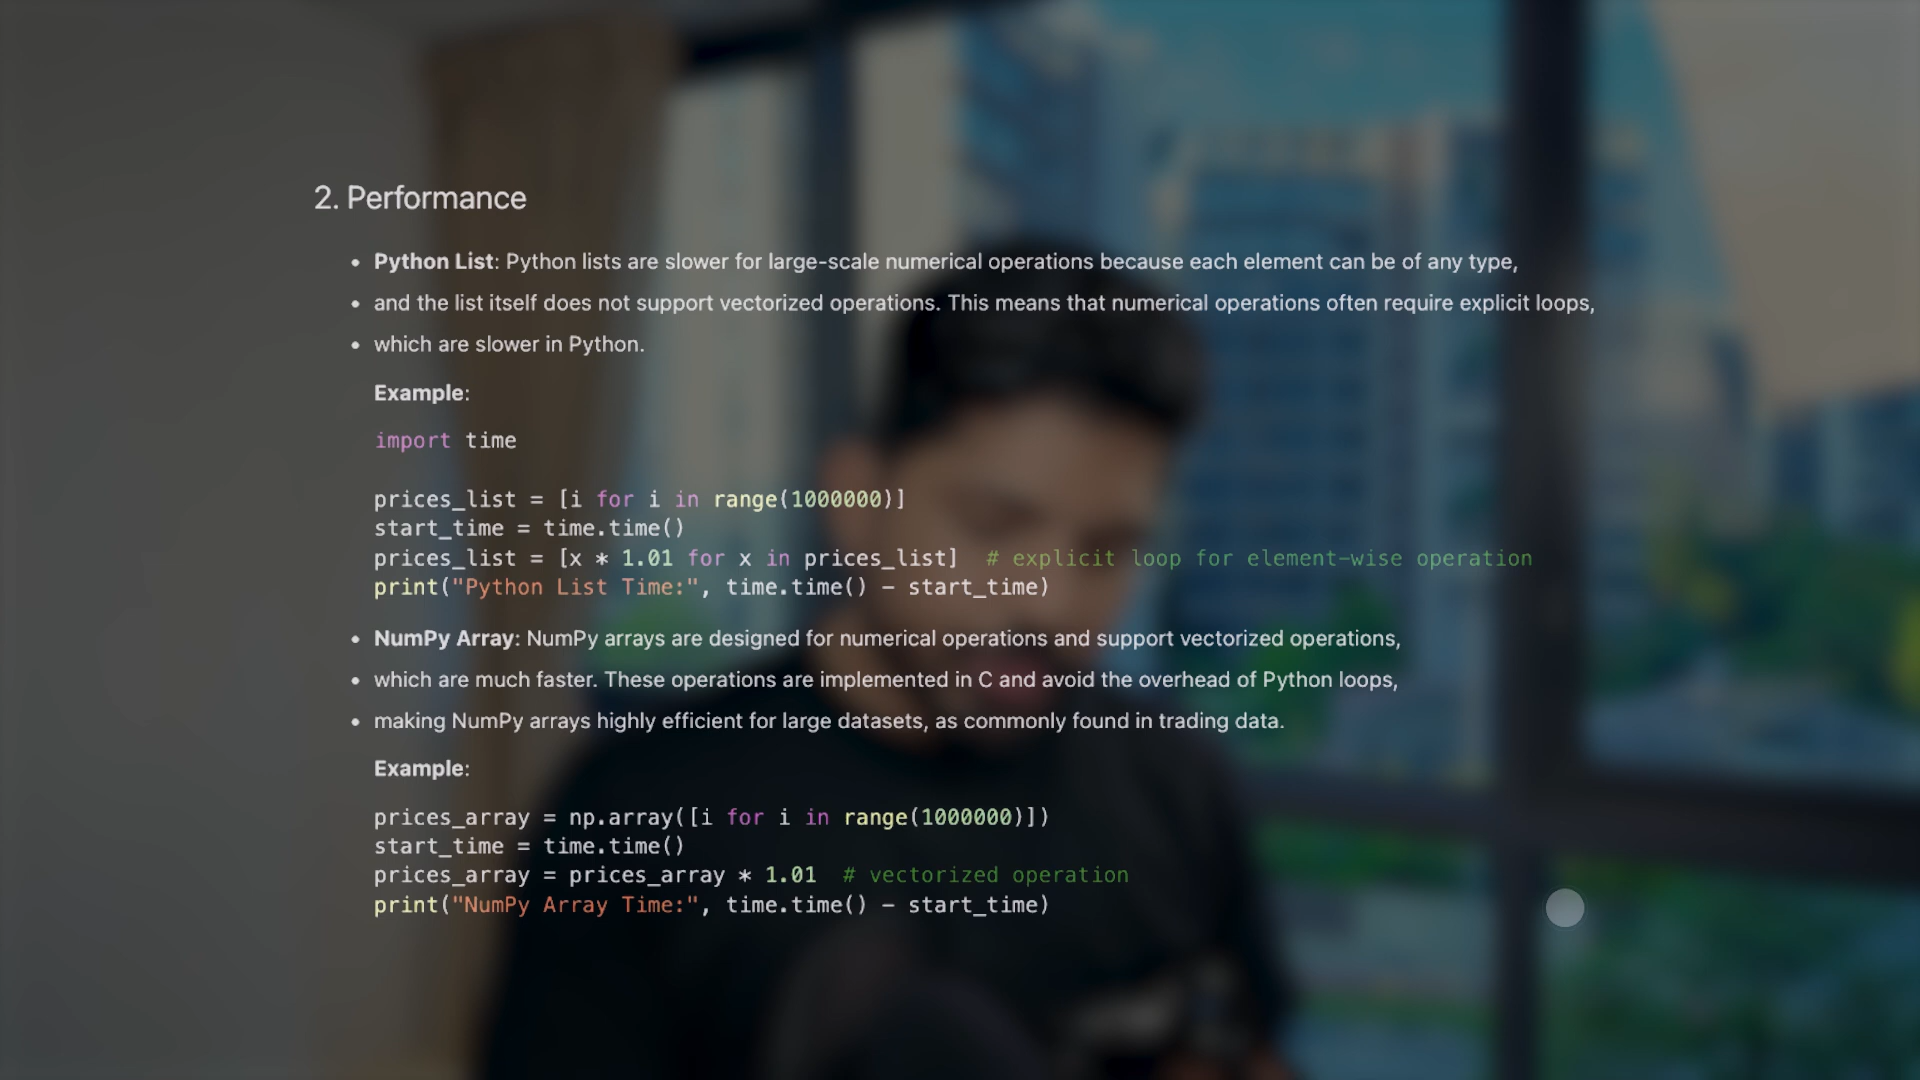 2. Performance
• Python List: Python lists are slower for large-scale numerical operations because each element can be of any type,
• and the list itself does not support vectorized operations. This means that numerical operations often require explicit loops,
• which are slower in Python.
Example:
import time
prices_list = [i for i in range(1000000)]
start_time = time.time()
prices_list = [x * 1.01 for x in prices_list]  # explicit loop for element-wise operation
print("Python List Time:", time.time() - start_time)
• NumPy Array: NumPy arrays are designed for numerical operations and support vectorized operations,
• which are much faster. These operations are implemented in C and avoid the overhead of Python loops,
• making NumPy arrays highly efficient for large datasets, as commonly found in trading data.
Example:
prices_array = np.array([i for i in range(1000000)])
start_time = time.time()
prices_array = prices_array * 1.01  # vectorized operation
print("NumPy Array Time:", time.time() - start_time)